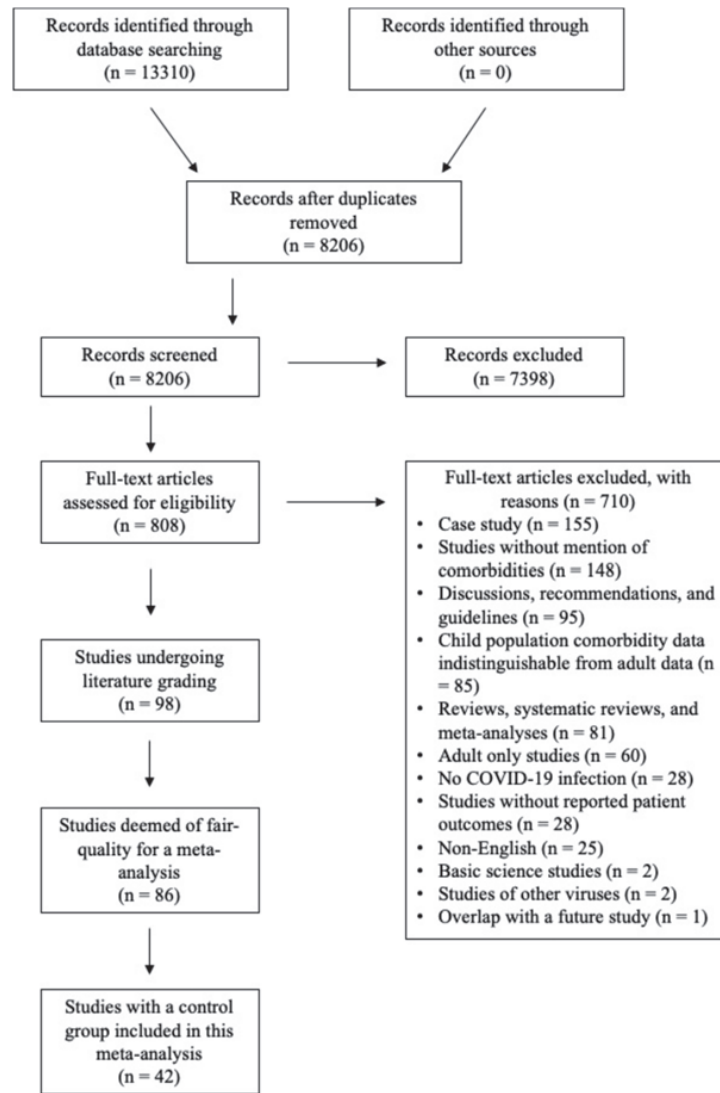 Records identified through
database searching
(n = 13310)
Records identified through
other sources
(n = 0)
Records after duplicates
removed
(n = 8206)
Records screened
(n = 8206)
Records excluded
(n = 7398)
Full-text articles
assessed for eligibility
(n = 808)
Full-text articles excluded, with
reasons (n = 710)
• Case study (n = 155)
• Studies without mention of
comorbidities (n = 148)
• Discussions, recommendations, and
guidelines (n = 95)
• Child population comorbidity data
indistinguishable from adult data (n
= 85)
• Reviews, systematic reviews, and
meta-analyses (n = 81)
• Adult only studies (n = 60)
• No COVID-19 infection (n = 28)
• Studies without reported patient
outcomes (n = 28)
• Non-English (n = 25)
• Basic science studies (n = 2)
• Studies of other viruses (n = 2)
• Overlap with a future study (n = 1)
Studies undergoing
literature grading
(n = 98)
Studies deemed of fair-
quality for a meta-
analysis
(n = 86)
Studies with a control
group included in this
meta-analysis
(n = 42)